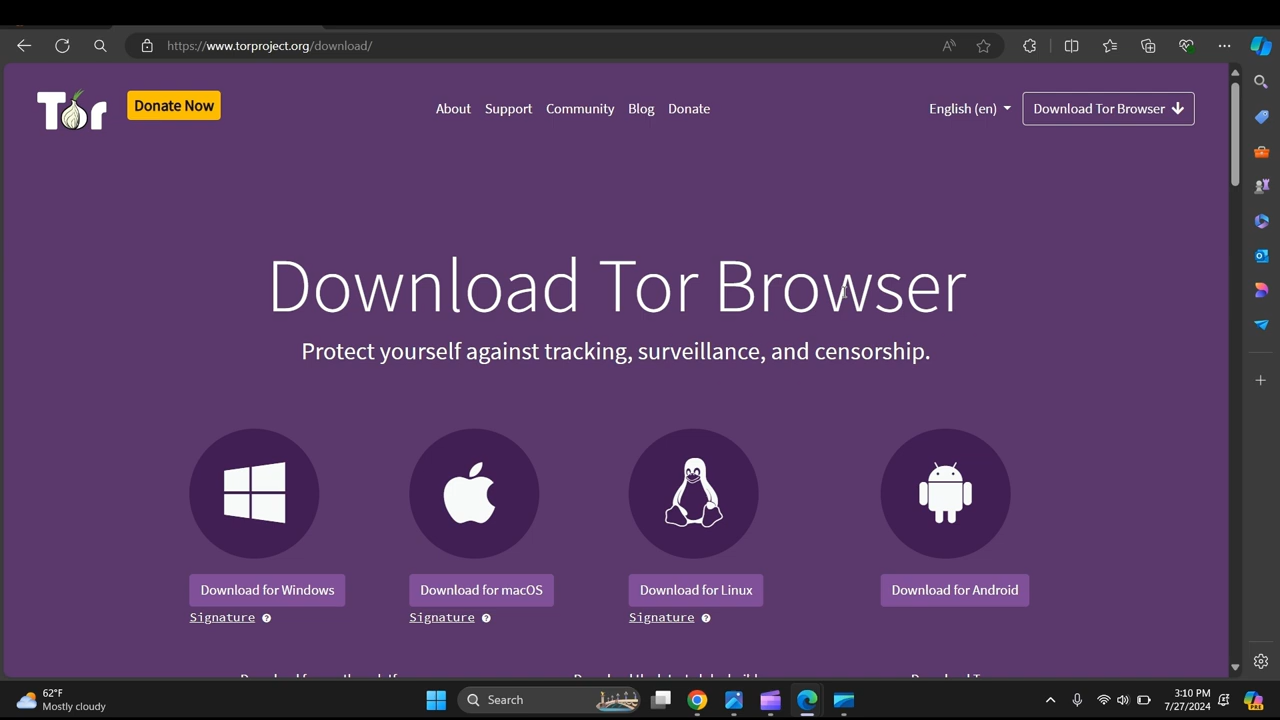 https://www.torproject.org/download/
Tor
Donate Now
About
Support
Community
Blog
Donate
English (en)
Download Tor Browser
Download Tor Browser
Protect yourself against tracking, surveillance, and censorship.
Download for Windows
Download for macOS
Download for Linux
Download for Android
Signature ?
Signature ?
Signature ?
62°F
Mostly cloudy
Search
3:10 PM
7/27/2024